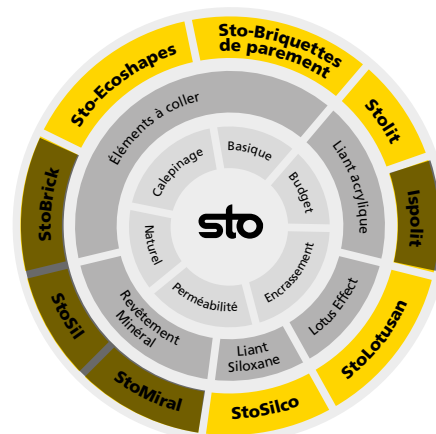 Sto-Briquettes
de parement
Stolit
Ispolit
StoLotusan
StoSilco
StoMiral
StoSil
StoBrick
Sto-Ecoshapes
Éléments à coller
Liant acrylique
Lotus Effect
Liant
Siloxane
Revêtement
Minéral
Calepinage
Basique
Budget
Encrassement
Perméabilité
Naturel
sto